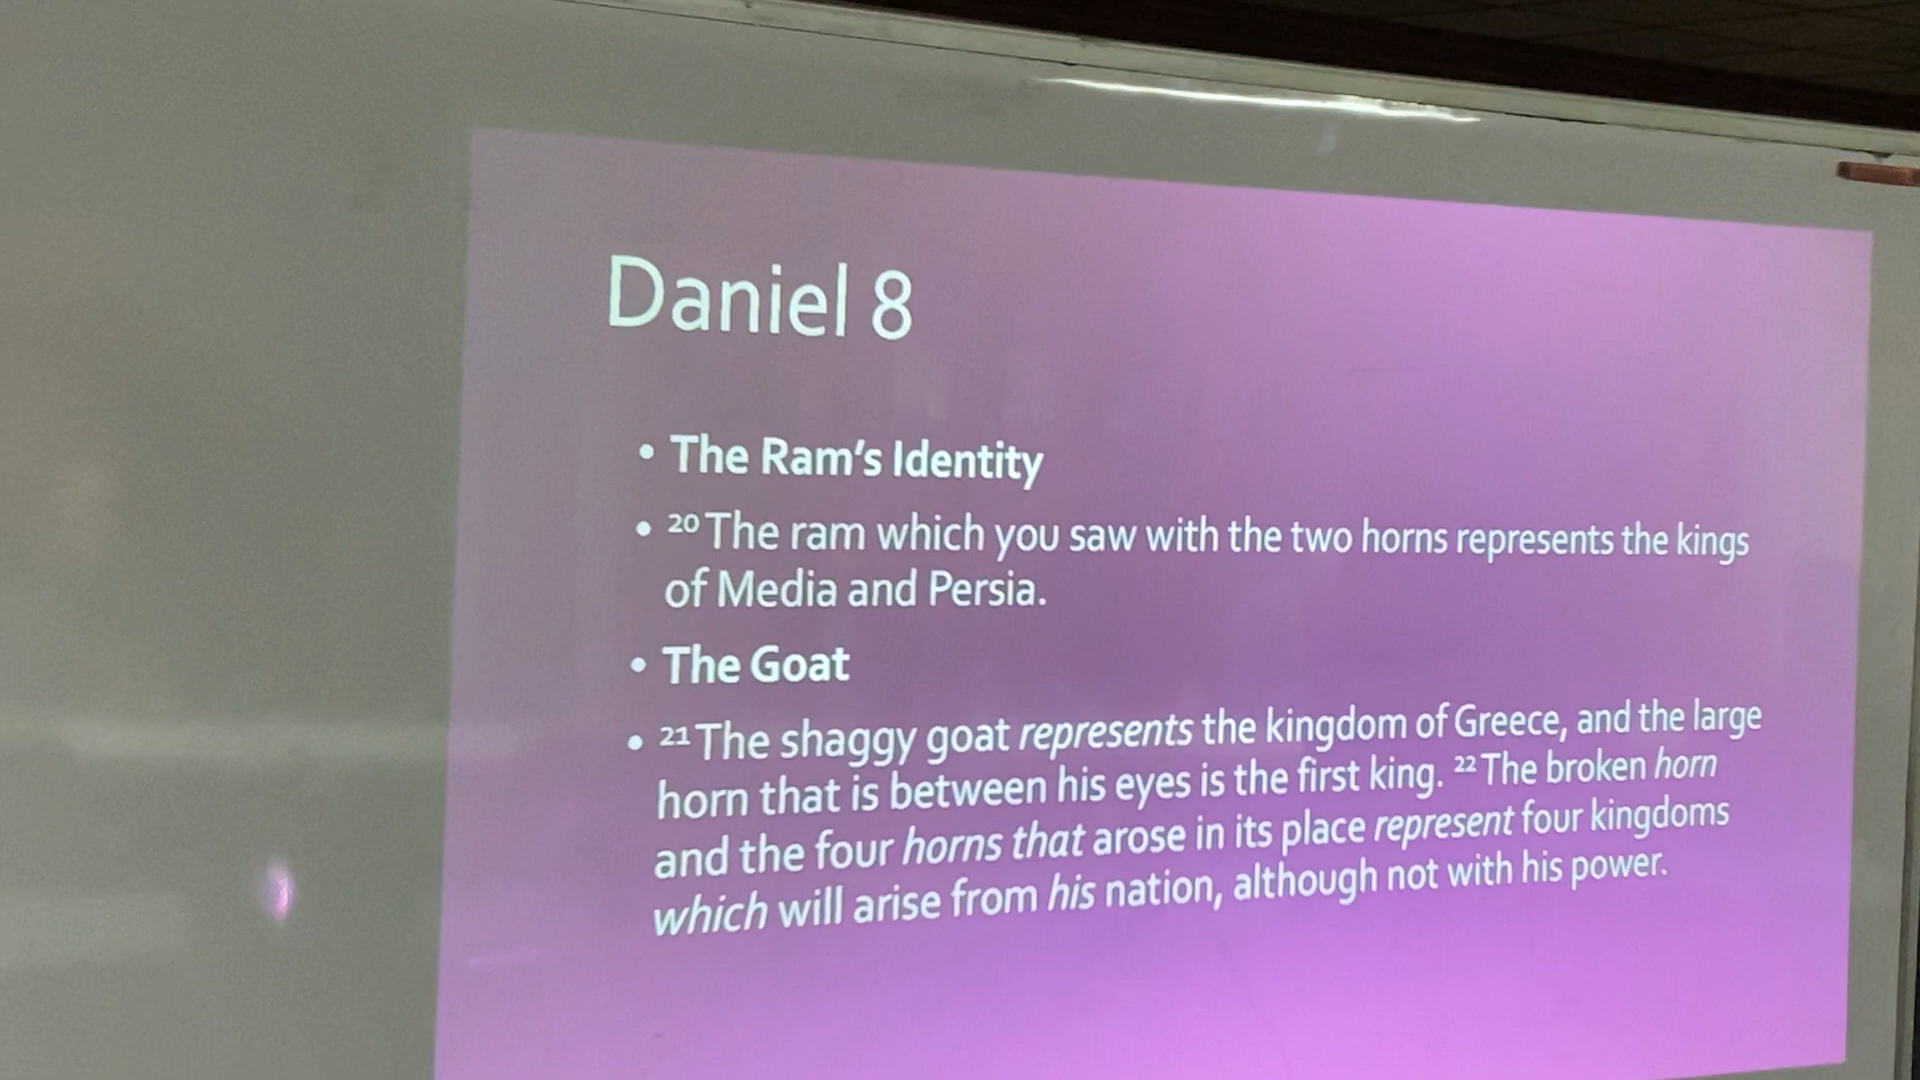 Daniel 8
• The Ram's Identity
• 20 The ram which you saw with the two horns represents the kings
of Media and Persia.
• The Goat
• 21 The shaggy goat represents the kingdom of Greece, and the large
horn that is between his eyes is the first king. 22 The broken horn
and the four horns that arose in its place represent four kingdoms
which will arise from his nation, although not with his power.